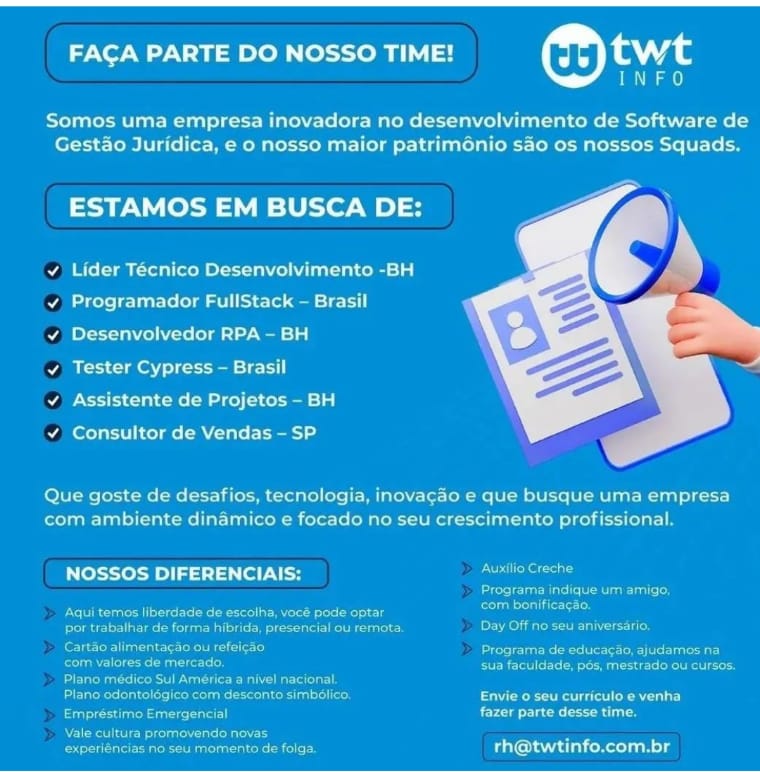 FAÇA PARTE DO NOSSO TIME!
twt
INFO
Somos uma empresa inovadora no desenvolvimento de Software de
Gestão Jurídica, e o nosso maior patrimônio são os nossos Squads.
ESTAMOS EM BUSCA DE:
Líder Técnico Desenvolvimento -BH
Programador FullStack – Brasil
Desenvolvedor RPA – BH
Tester Cypress – Brasil
Assistente de Projetos – BH
Consultor de Vendas – SP
Que goste de desafios, tecnologia, inovação e que busque uma empresa
com ambiente dinâmico e focado no seu crescimento profissional.
NOSSOS DIFERENCIAIS:
Aqui temos liberdade de escolha, você pode optar
por trabalhar de forma híbrida, presencial ou remota.
Cartão alimentação ou refeição
com valores de mercado.
Plano médico Sul América a nível nacional.
Plano odontológico com desconto simbólico.
Empréstimo Emergencial
Vale cultura promovendo novas
experiências no seu momento de folga.
Auxílio Creche
Programa indique um amigo,
com bonificação.
Day Off no seu aniversário.
Programa de educação, ajudamos na
sua faculdade, pós, mestrado ou cursos.
Envie o seu currículo e venha
fazer parte desse time.
rh@twtinfo.com.br